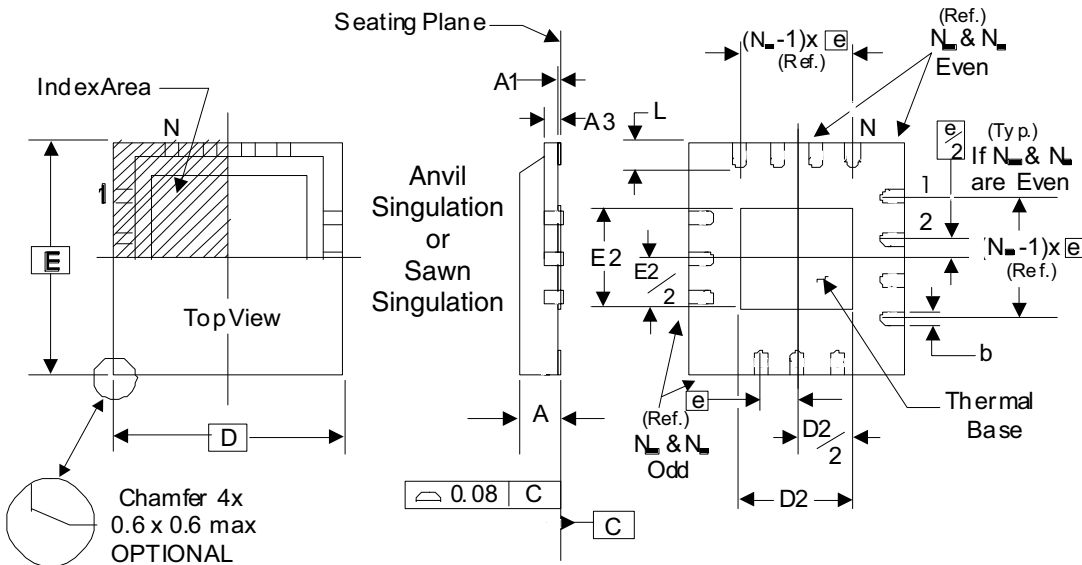 Seating Plane
IndexArea
N
1
E
TopView
D
Chamfer 4x
0.6 x 0.6 max
OPTIONAL
A1
A3
L
Anvil
Singulation
or
Sawn
Singulation
A
0.08 C
C
(N -1)x e
(Ref.)
(Ref.)
N & N
Even
N
e/2
(Typ.)
If N & N
are Even
1
2
(N -1)x e
(Ref.)
E2
E2/2
b
Thermal
Base
e
(Ref.)
N & N
Odd
D2/2
D2